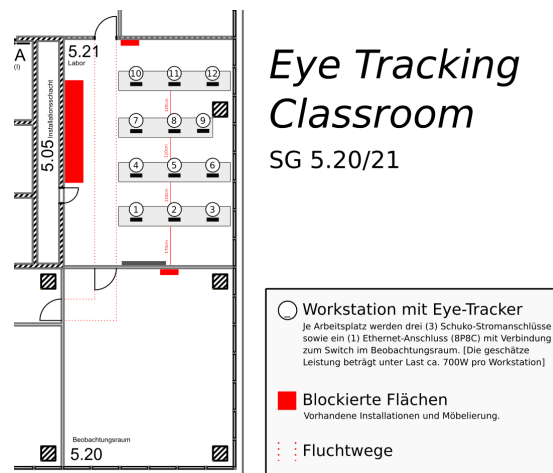 Eye Tracking
Classroom
SG 5.20/21
A
(I)
5.21
Labor
5.05 Installationsschacht
10 11 12
7 8 9
4 5 6
1 2 3
120cm
170cm
Beobachtungsraum
5.20
Workstation mit Eye-Tracker
Je Arbeitsplatz werden drei (3) Schuko-Stromanschlüsse
sowie ein (1) Ethernet-Anschluss (8P8C) mit Verbindung
zum Switch im Beobachtungsraum. [Die geschätze
Leistung beträgt unter Last ca. 700W pro Workstation]
Blockierte Flächen
Vorhandene Installationen und Möbelierung.
Fluchtwege